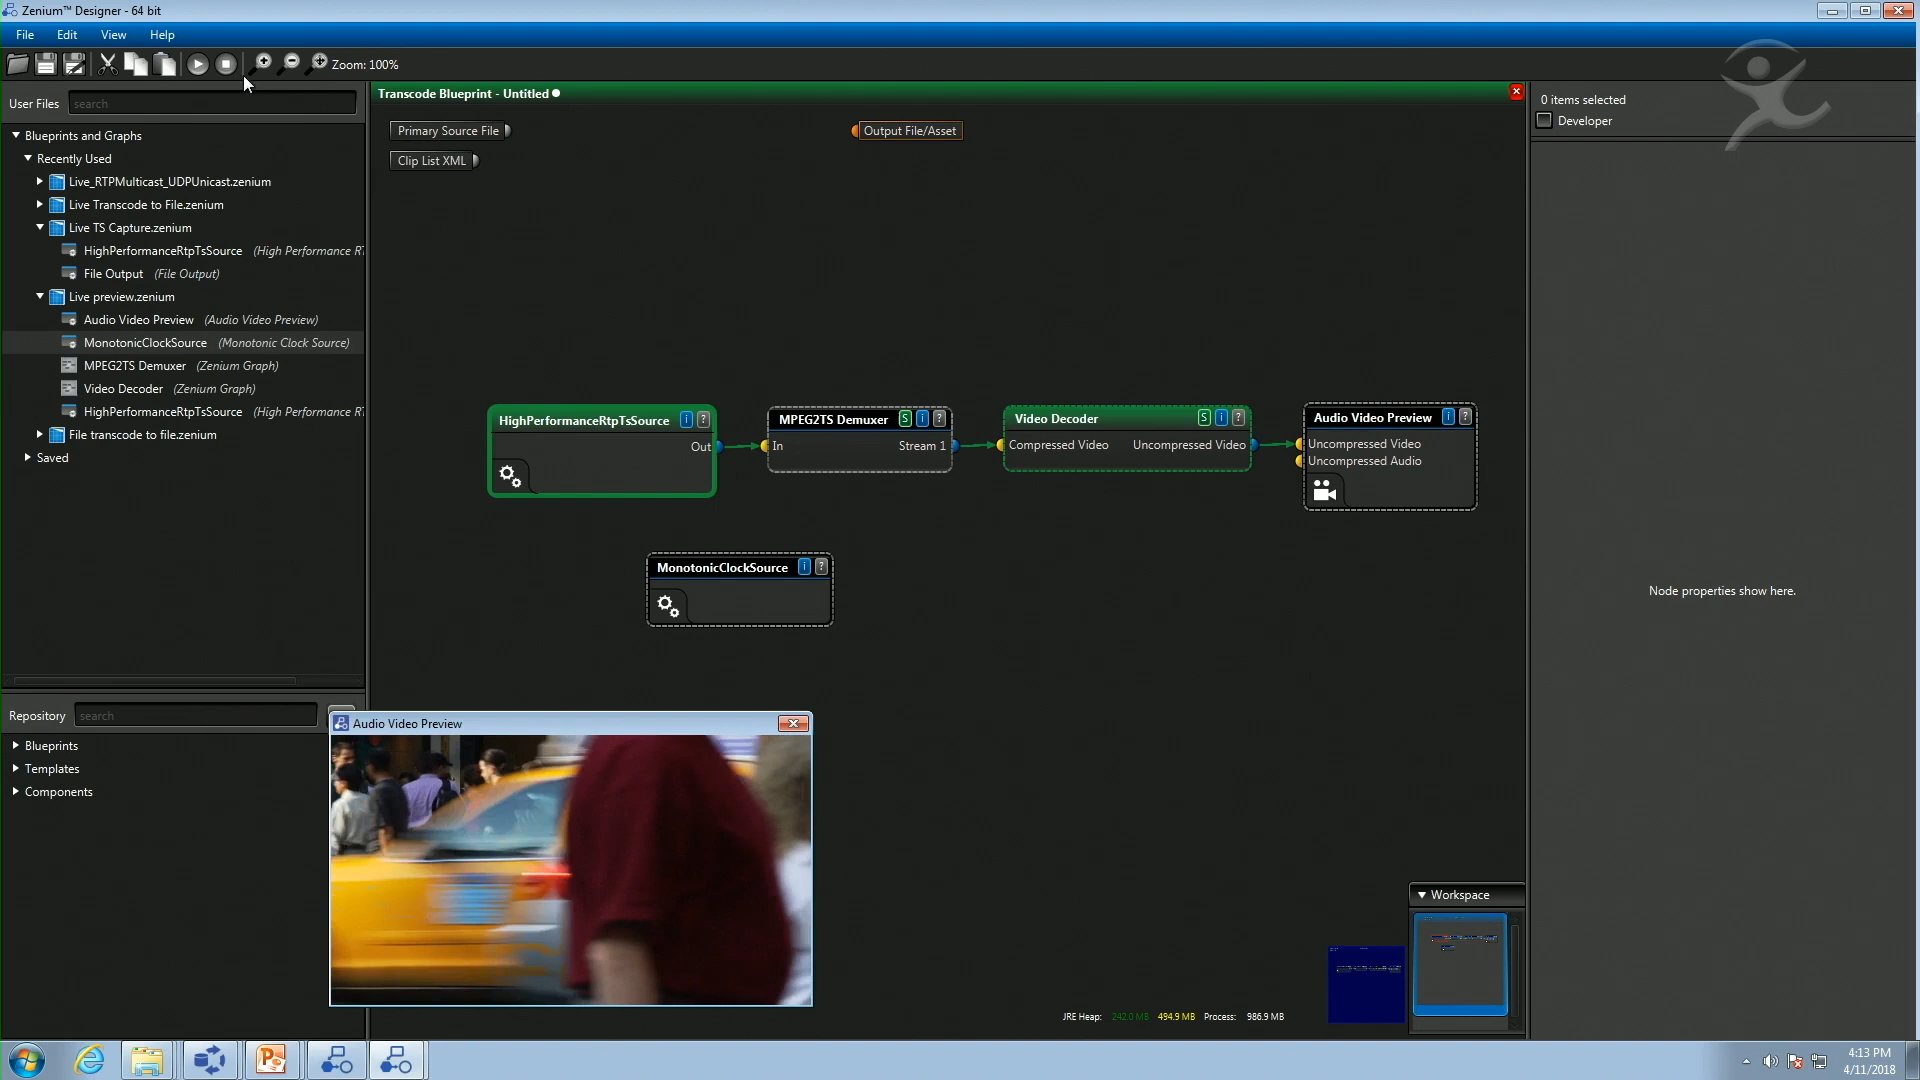 Zenium™ Designer - 64 bit
File Edit View Help
Zoom: 100%
User Files search
Blueprints and Graphs
Recently Used
Live_RTPMulticast_UDPUnicast.zenium
Live Transcode to File.zenium
Live TS Capture.zenium
HighPerformanceRtpTsSource (High Performance RT
File Output (File Output)
Live preview.zenium
Audio Video Preview (Audio Video Preview)
MonotonicClockSource (Monotonic Clock Source)
MPEG2TS Demuxer (Zenium Graph)
Video Decoder (Zenium Graph)
HighPerformanceRtpTsSource (High Performance RT
File transcode to file.zenium
Saved
Repository search
Blueprints
Templates
Components
Transcode Blueprint - Untitled
Primary Source File
Clip List XML
Output File/Asset
HighPerformanceRtpTsSource i ?
Out
MPEG2TS Demuxer S i ?
In Stream 1
Video Decoder S i ?
Compressed Video Uncompressed Video
Audio Video Preview i ?
Uncompressed Video
Uncompressed Audio
MonotonicClockSource i ?
Audio Video Preview
Workspace
JRE Heap: 242.0 MB 494.9 MB Process: 986.9 MB
0 items selected
Developer
Node properties show here.
4:13 PM
4/11/2018